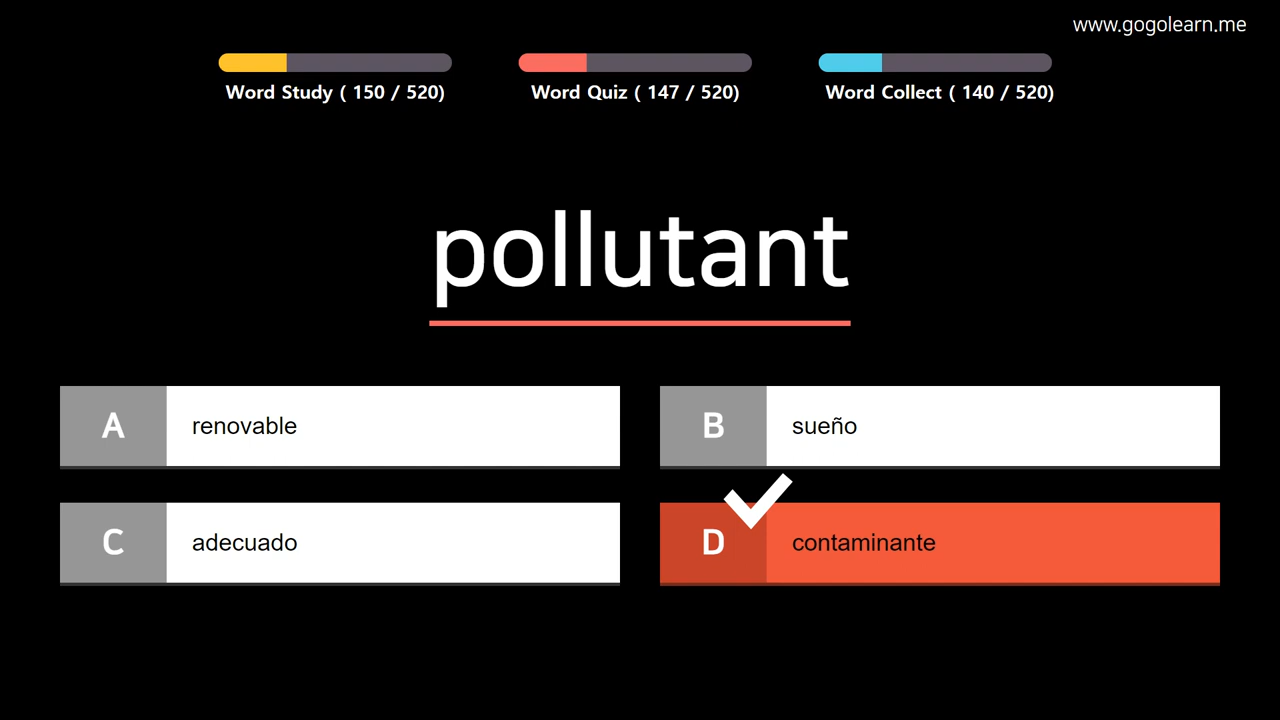 www.gogolearn.me
Word Study ( 150 / 520)
Word Quiz ( 147 / 520)
Word Collect ( 140 / 520)
pollutant
A renovable
B sueño
C adecuado
D contaminante